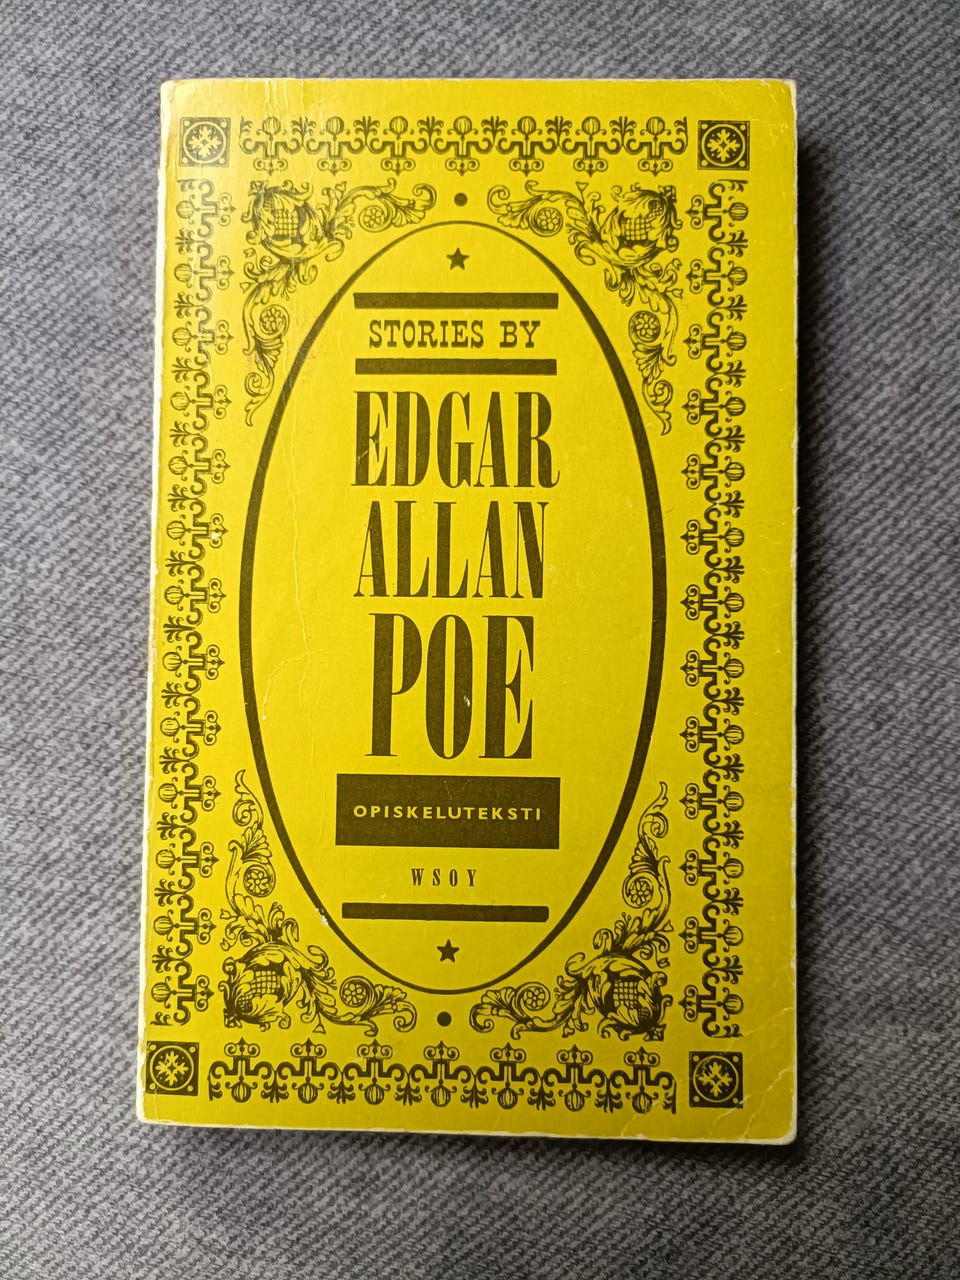 STORIES BY
EDGAR
ALLAN
POE
OPISKELUTEKSTI
WSOY